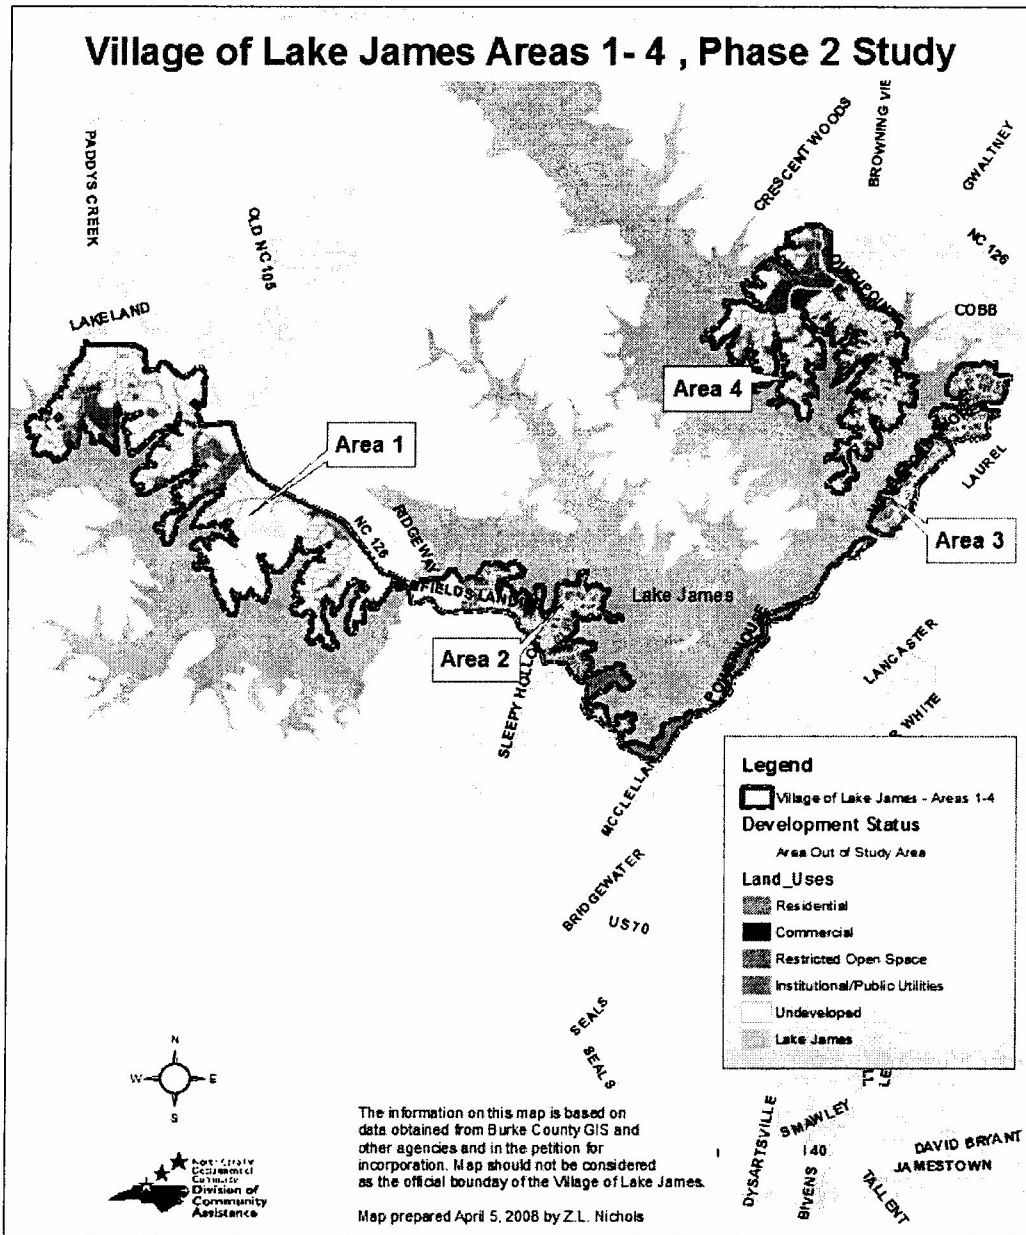 Village of Lake James Areas 1- 4 , Phase 2 Study
PADDYS CREEK
OLD NC 105
CRESCENT WOODS
BROWNING VIE
GWALTNEY
NC 126
COBB
LAKELAND
Area 4
Area 1
LAUREL
NC 126
RIDGEWAY
Area 3
FIELDS LAND
Lake James
Area 2
SLEEPY HOLLO
POWERHOUSE
LANCASTER
WHITE
MCCLELLAN
BRIDGEWATER
US70
SEALS
SEALS
Legend
Village of Lake James - Areas 1-4
Development Status
Area Out of Study Area
Land_Uses
Residential
Commercial
Restricted Open Space
Institutional/Public Utilities
Undeveloped
Lake James
N
W E
S
Division of
Community
Assistance
The information on this map is based on
data obtained from Burke County GIS and
other agencies and in the petition for
incorporation. Map should not be considered
as the official bounday of the Village of Lake James.
Map prepared April 5, 2008 by Z.L. Nichols
DYSARTSVILLE
SMAWLEY
I 40
BIVENS
DAVID BRYANT
JAMESTOWN
TALLENT